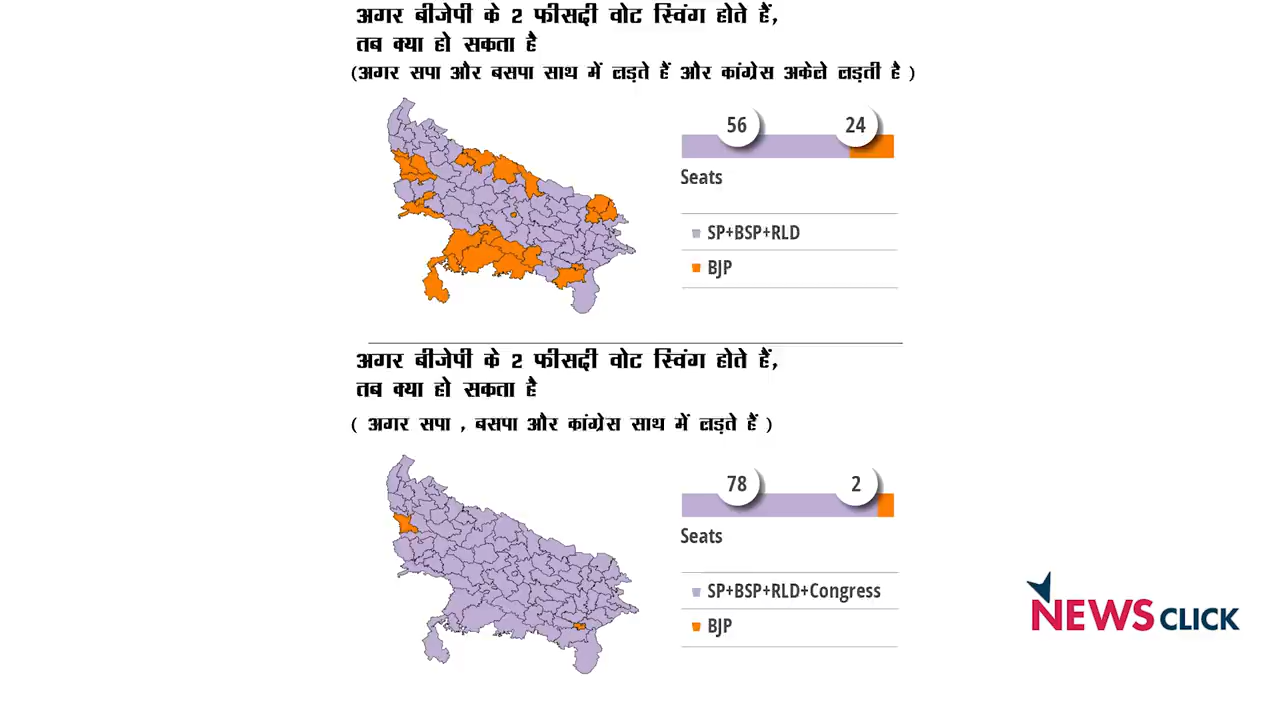 अगर बीजेपी के 2 फीसदी वोट स्विंग होते हैं,
तब क्या हो सकता है
(अगर सपा और बसपा साथ में लड़ते हैं और कांग्रेस अकेले लड़ती है )
56 24
Seats
SP+BSP+RLD
BJP
अगर बीजेपी के 2 फीसदी वोट स्विंग होते हैं,
तब क्या हो सकता है
( अगर सपा , बसपा और कांग्रेस साथ में लड़ते हैं )
78 2
Seats
SP+BSP+RLD+Congress
BJP
NEWSCLICK